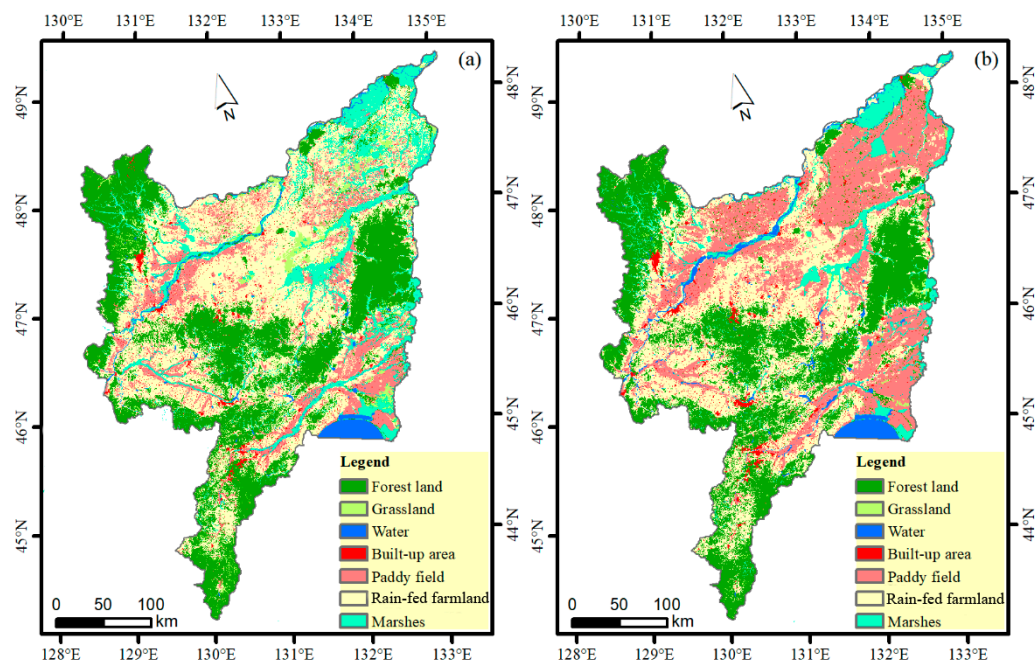 130°E 131°E 132°E 133°E 134°E 135°E
(a)
N
49°N
48°N
47°N
46°N
45°N
48°N
47°N
46°N
45°N
44°N
Legend
Forest land
Grassland
Water
Built-up area
Paddy field
Rain-fed farmland
Marshes
0 50 100
km
128°E 129°E 130°E 131°E 132°E 133°E
130°E 131°E 132°E 133°E 134°E 135°E
(b)
N
49°N
48°N
47°N
46°N
45°N
48°N
47°N
46°N
45°N
44°N
Legend
Forest land
Grassland
Water
Built-up area
Paddy field
Rain-fed farmland
Marshes
0 50 100
km
128°E 129°E 130°E 131°E 132°E 133°E